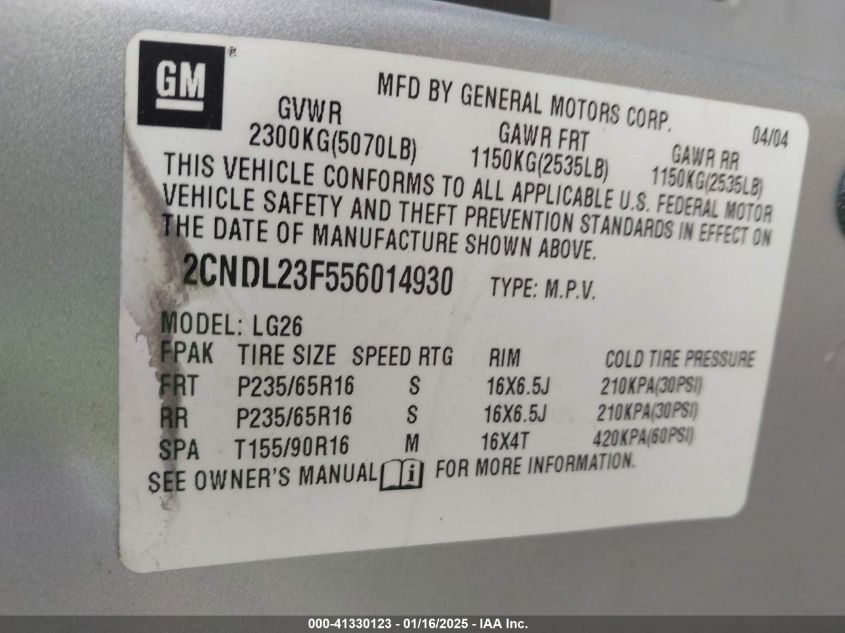 GM ®
MFD BY GENERAL MOTORS CORP.
04/04
GVWR GAWR FRT GAWR RR
2300KG(5070LB) 1150KG(2535LB) 1150KG(2535LB)
THIS VEHICLE CONFORMS TO ALL APPLICABLE U.S. FEDERAL MOTOR
VEHICLE SAFETY AND THEFT PREVENTION STANDARDS IN EFFECT ON
THE DATE OF MANUFACTURE SHOWN ABOVE.
2CNDL23F556014930 TYPE: M.P.V.
MODEL: LG26
FPAK TIRE SIZE SPEED RTG RIM COLD TIRE PRESSURE
FRT P235/65R16 S 16X6.5J 210KPA(30PSI)
RR P235/65R16 S 16X6.5J 210KPA(30PSI)
SPA T155/90R16 M 16X4T 420KPA(60PSI)
SEE OWNER'S MANUAL i FOR MORE INFORMATION.
000-41330123 - 01/16/2025 - IAA Inc.